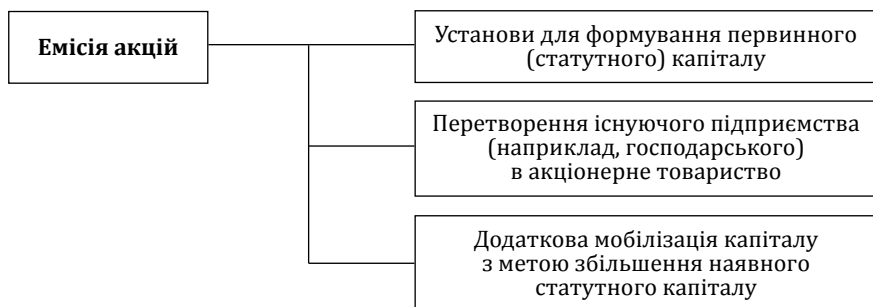 Емісія акцій
Установи для формування первинного
(статутного) капіталу
Перетворення існуючого підприємства
(наприклад, господарського)
в акціонерне товариство
Додаткова мобілізація капіталу
з метою збільшення наявного
статутного капіталу